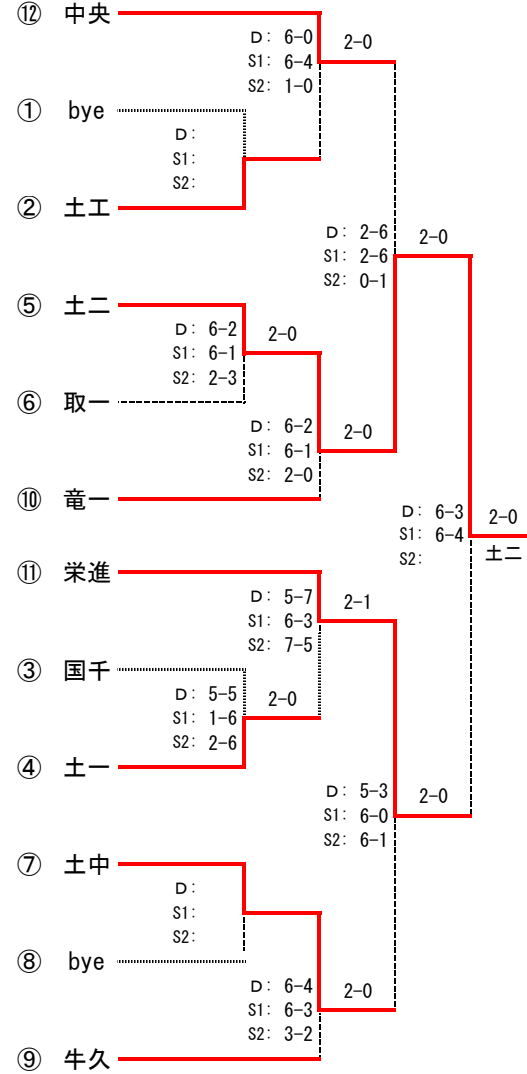 ⑫ 中央
D: 6-0 2-0
S1: 6-4
S2: 1-0
① bye
D:
S1:
S2:
② 土工
D: 2-6 2-0
S1: 2-6
S2: 0-1
⑤ 土二
D: 6-2 2-0
S1: 6-1
S2: 2-3
⑥ 取一
D: 6-2 2-0
S1: 6-1
S2: 2-0
⑩ 竜一
D: 6-3 2-0
S1: 6-4
S2: 土二
⑪ 栄進
D: 5-7 2-1
S1: 6-3
S2: 7-5
③ 国千
D: 5-5 2-0
S1: 1-6
S2: 2-6
④ 土一
D: 5-3 2-0
S1: 6-0
S2: 6-1
⑦ 土中
D:
S1:
S2:
⑧ bye
D: 6-4 2-0
S1: 6-3
S2: 3-2
⑨ 牛久